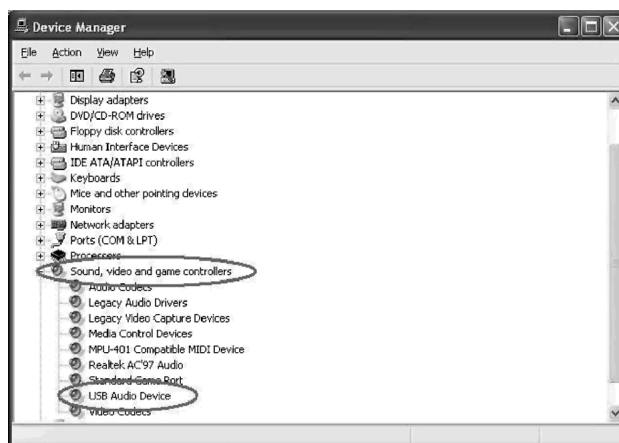 Device Manager
File Action View Help
Display adapters
DVD/CD-ROM drives
Floppy disk controllers
Human Interface Devices
IDE ATA/ATAPI controllers
Keyboards
Mice and other pointing devices
Monitors
Network adapters
Ports (COM & LPT)
Processors
Sound, video and game controllers
Audio Codecs
Legacy Audio Drivers
Legacy Video Capture Devices
Media Control Devices
MPU-401 Compatible MIDI Device
Realtek AC'97 Audio
Standard Game Port
USB Audio Device
Video Codecs